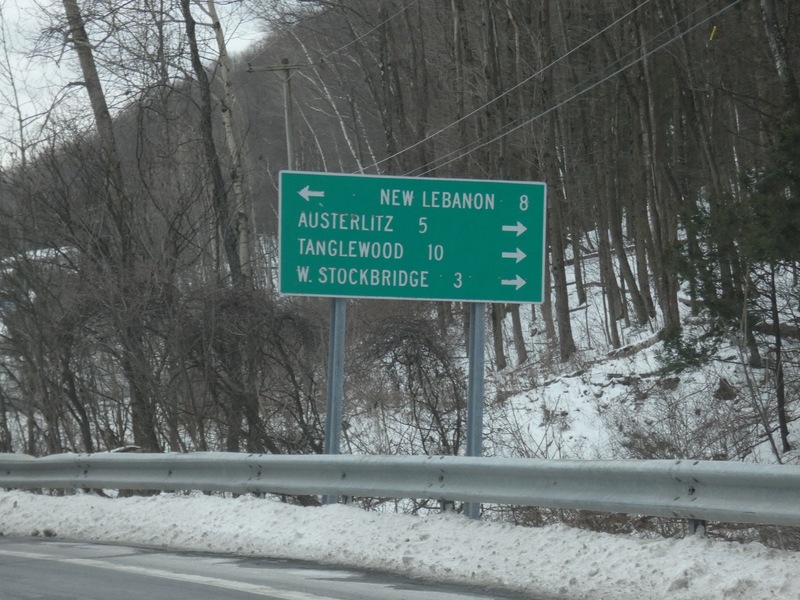 NEW LEBANON 8
AUSTERLITZ 5
TANGLEWOOD 10
W. STOCKBRIDGE 3